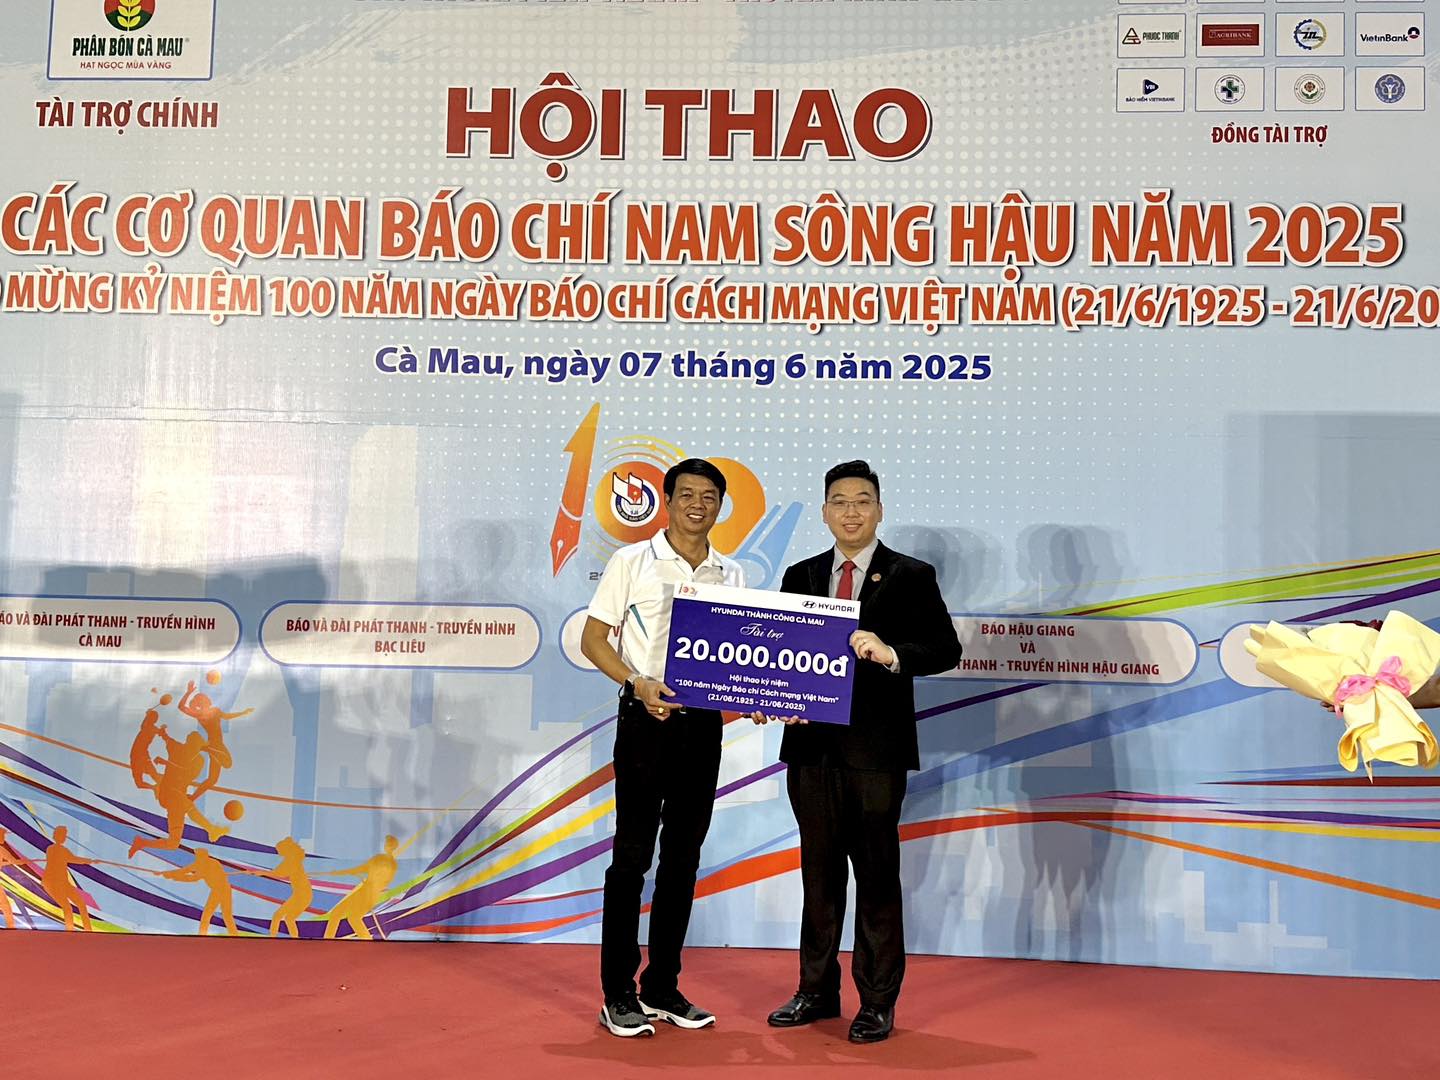 PHÂN BÓN CÀ MAU®
HẠT NGỌC MÙA VÀNG
TÀI TRỢ CHÍNH
PHUOC THANH
AGRIBANK
VietinBank
VBI
BẢO HIỂM VIETINBANK
ĐỒNG TÀI TRỢ
HỘI THAO
CÁC CƠ QUAN BÁO CHÍ NAM SÔNG HẬU NĂM 2025
MỪNG KỶ NIỆM 100 NĂM NGÀY BÁO CHÍ CÁCH MẠNG VIỆT NAM (21/6/1925 - 21/6/20
Cà Mau, ngày 07 tháng 6 năm 2025
ÁO VÀ ĐÀI PHÁT THANH - TRUYỀN HÌNH
CÀ MAU
BÁO VÀ ĐÀI PHÁT THANH - TRUYỀN HÌNH
BẠC LIÊU
BÁO HẬU GIANG
VÀ
THANH - TRUYỀN HÌNH HẬU GIANG
HYUNDAI
HYUNDAI THÀNH CÔNG CÀ MAU
Tài trợ
20.000.000đ
Hội thao kỷ niệm
"100 năm Ngày Báo chí Cách mạng Việt Nam"
(21/06/1925 - 21/06/2025)